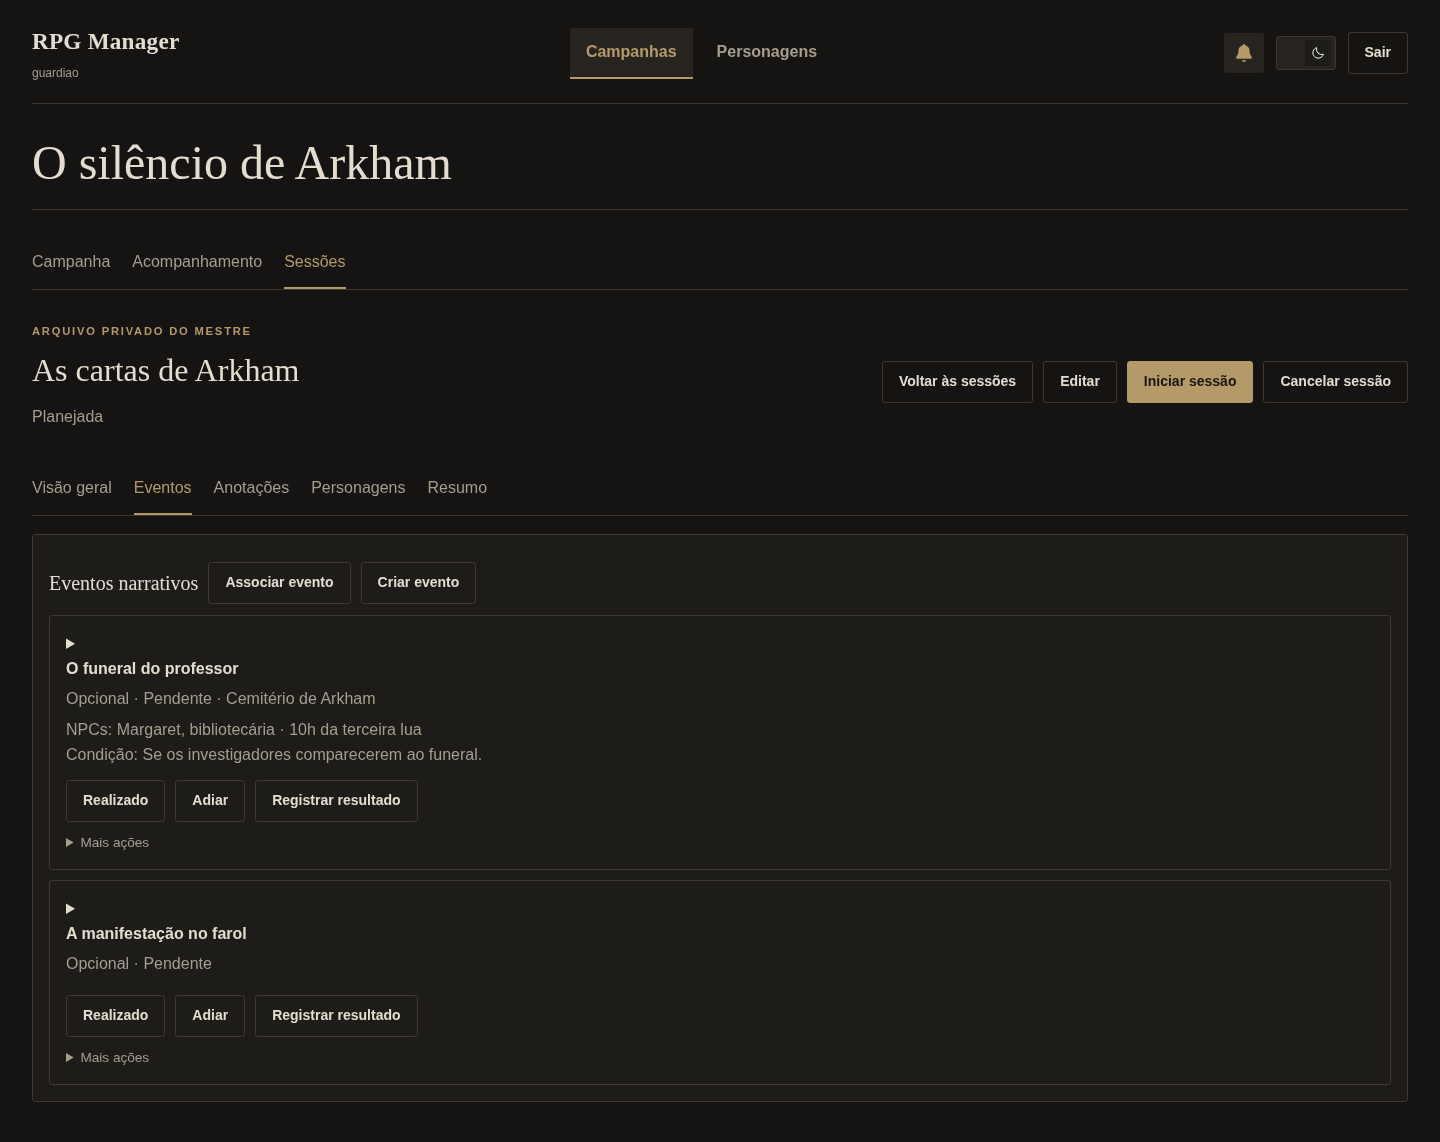 RPG Manager
guardiao
Campanhas
Personagens
Sair
O silêncio de Arkham
Campanha
Acompanhamento
Sessões
ARQUIVO PRIVADO DO MESTRE
As cartas de Arkham
Planejada
Voltar às sessões
Editar
Iniciar sessão
Cancelar sessão
Visão geral
Eventos
Anotações
Personagens
Resumo
Eventos narrativos
Associar evento
Criar evento
O funeral do professor
Opcional · Pendente · Cemitério de Arkham
NPCs: Margaret, bibliotecária · 10h da terceira lua
Condição: Se os investigadores comparecerem ao funeral.
Realizado
Adiar
Registrar resultado
Mais ações
A manifestação no farol
Opcional · Pendente
Realizado
Adiar
Registrar resultado
Mais ações